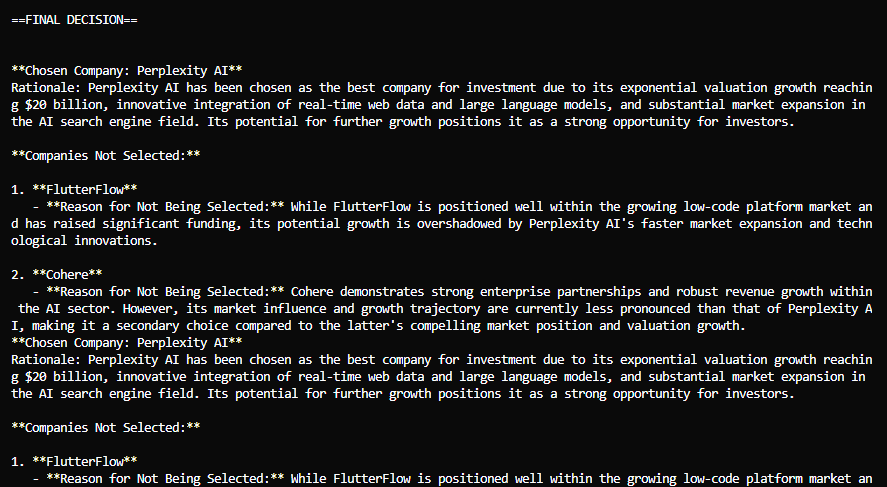 ==FINAL DECISION==
**Chosen Company: Perplexity AI**
Rationale: Perplexity AI has been chosen as the best company for investment due to its exponential valuation growth reachin
g $20 billion, innovative integration of real-time web data and large language models, and substantial market expansion in
the AI search engine field. Its potential for further growth positions it as a strong opportunity for investors.
**Companies Not Selected:**
1. **FlutterFlow**
   - **Reason for Not Being Selected:** While FlutterFlow is positioned well within the growing low-code platform market an
d has raised significant funding, its potential growth is overshadowed by Perplexity AI's faster market expansion and techn
ological innovations.
2. **Cohere**
   - **Reason for Not Being Selected:** Cohere demonstrates strong enterprise partnerships and robust revenue growth within
 the AI sector. However, its market influence and growth trajectory are currently less pronounced than that of Perplexity A
I, making it a secondary choice compared to the latter's compelling market position and valuation growth.
**Chosen Company: Perplexity AI**
Rationale: Perplexity AI has been chosen as the best company for investment due to its exponential valuation growth reachin
g $20 billion, innovative integration of real-time web data and large language models, and substantial market expansion in
the AI search engine field. Its potential for further growth positions it as a strong opportunity for investors.
**Companies Not Selected:**
1. **FlutterFlow**
   - **Reason for Not Being Selected:** While FlutterFlow is positioned well within the growing low-code platform market an